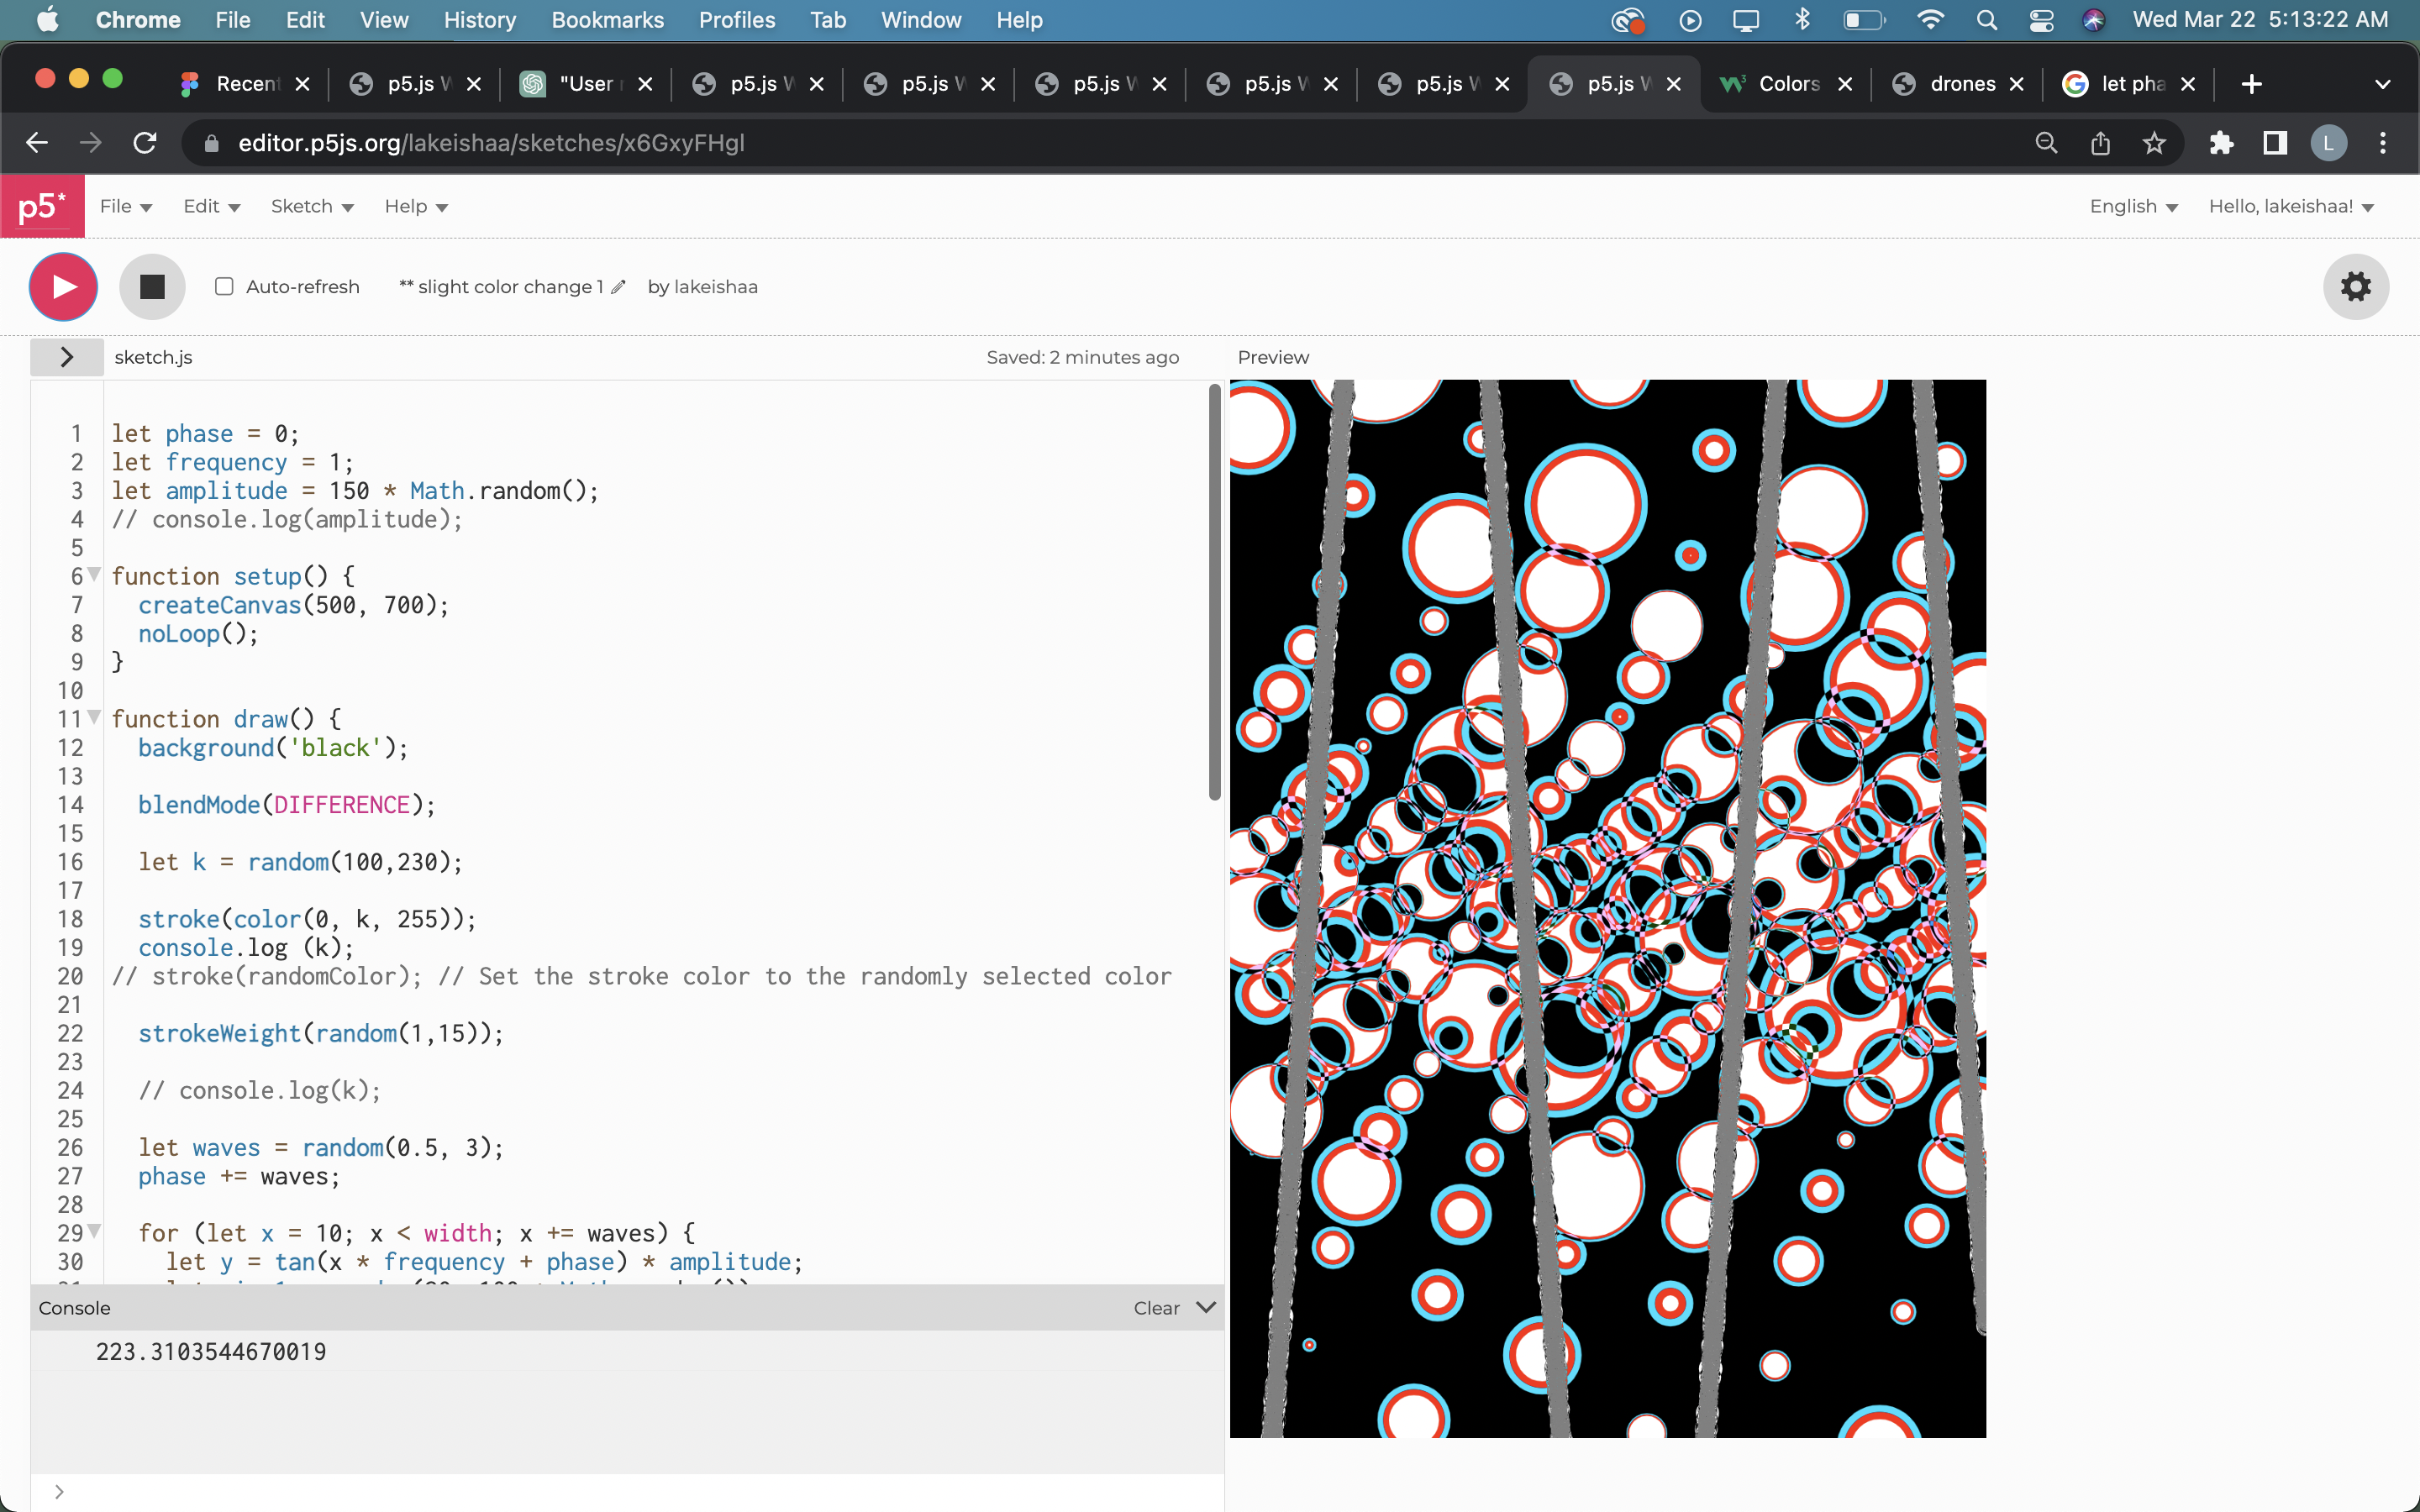 Chrome File Edit View History Bookmarks Profiles Tab Window Help Wed Mar 22 5:13:22 AM
Recent p5.js W "User p5.js W p5.js W p5.js W p5.js W p5.js W p5.js W Colors drones let pha
editor.p5js.org/lakeishaa/sketches/x6GxyFHgl L
p5* File Edit Sketch Help English Hello, lakeishaa!
Auto-refresh ** slight color change 1 by lakeishaa
sketch.js Saved: 2 minutes ago Preview
1 let phase = 0;
2 let frequency = 1;
3 let amplitude = 150 * Math.random();
4 // console.log(amplitude);
5
6 function setup() {
7 createCanvas(500, 700);
8 noLoop();
9 }
10
11 function draw() {
12 background('black');
13
14 blendMode(DIFFERENCE);
15
16 let k = random(100,230);
17
18 stroke(color(0, k, 255));
19 console.log (k);
20 // stroke(randomColor); // Set the stroke color to the randomly selected color
21
22 strokeWeight(random(1,15));
23
24 // console.log(k);
25
26 let waves = random(0.5, 3);
27 phase += waves;
28
29 for (let x = 10; x < width; x += waves) {
30 let y = tan(x * frequency + phase) * amplitude;
Console Clear
223.3103544670019